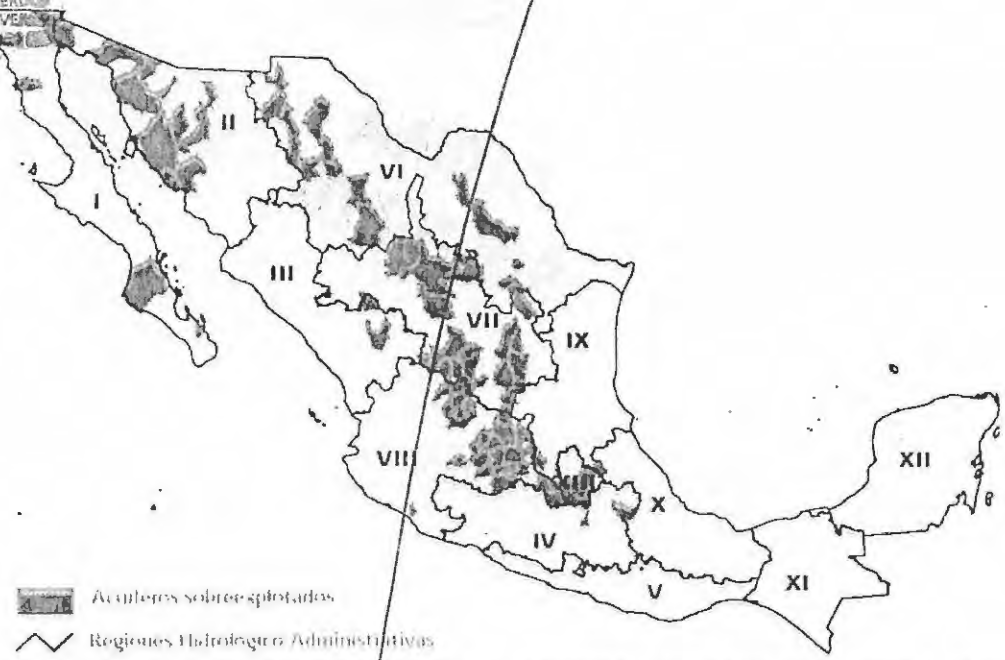 II
VI
I
III
VII
IX
VIII
XIII
X
XII
IV
V
XI
Acuíferos sobreexplotados
Regiones Hidrológico Administrativas